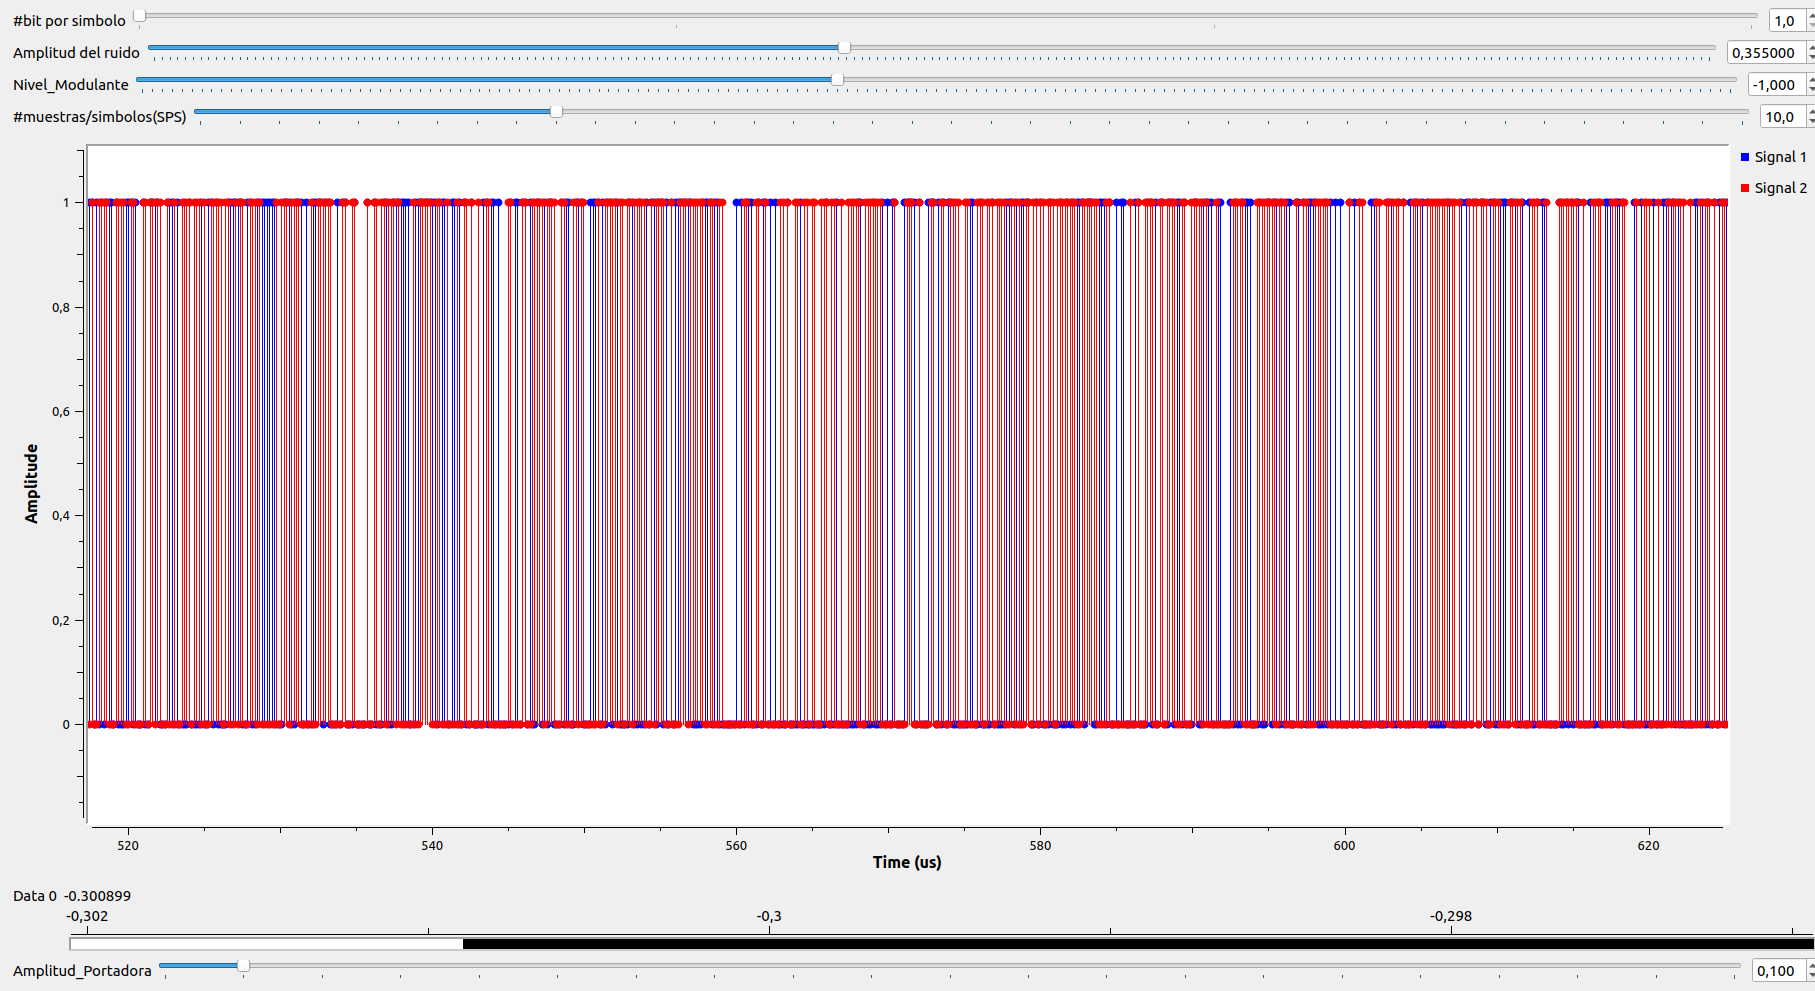 #bit por simbolo 1,0
Amplitud del ruido 0,355000
Nivel_Modulante -1,000
#muestras/simbolos(SPS) 10,0
Signal 1
Signal 2
1
0,8
0,6
0,4
0,2
0
Amplitude
520 540 560 580 600 620
Time (us)
Data 0 -0.300899
-0,302 -0,3 -0,298
Amplitud_Portadora 0,100